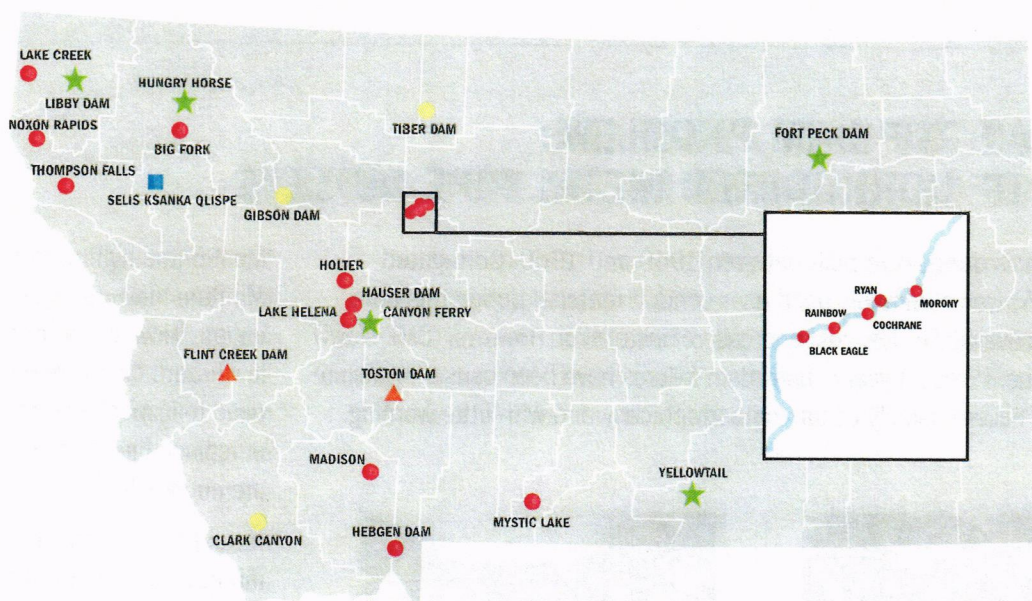 LAKE CREEK
LIBBY DAM
HUNGRY HORSE
NOXON RAPIDS
BIG FORK
TIBER DAM
FORT PECK DAM
THOMPSON FALLS
SELIS KSANKA QLISPE
GIBSON DAM
HOLTER
HAUSER DAM
LAKE HELENA
CANYON FERRY
RYAN
MORONY
RAINBOW
COCHRANE
BLACK EAGLE
FLINT CREEK DAM
TOSTON DAM
MADISON
YELLOWTAIL
MYSTIC LAKE
CLARK CANYON
HEBGEN DAM